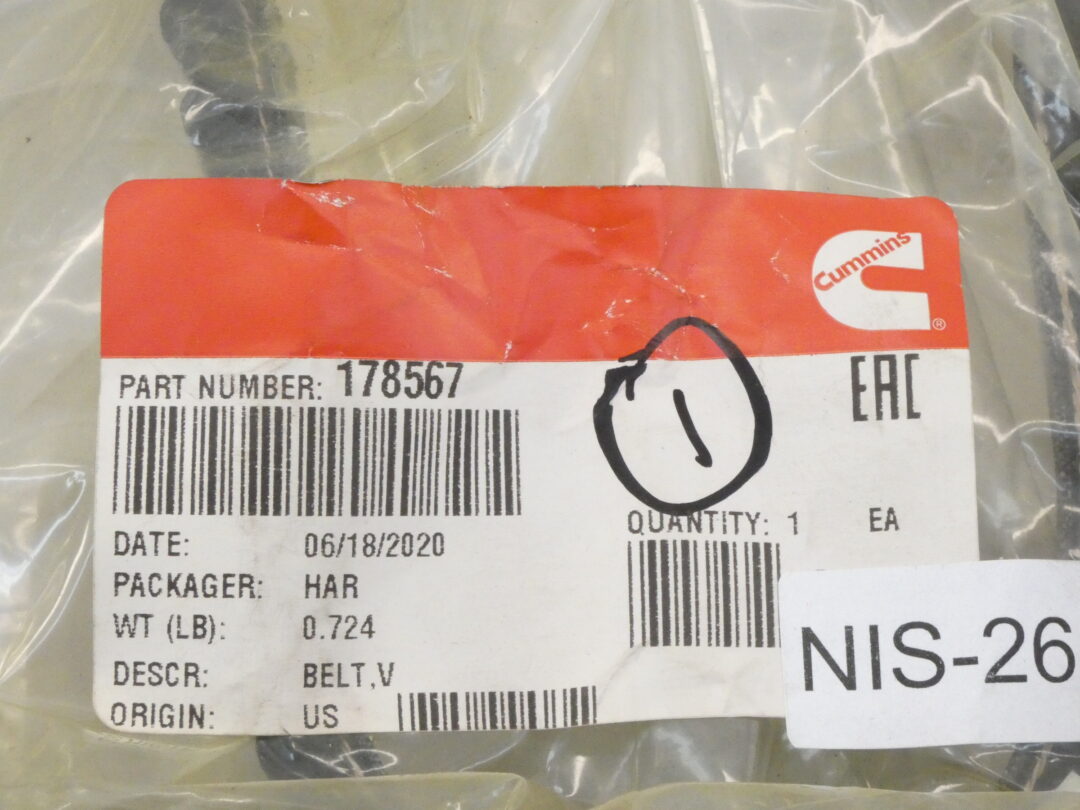 Cummins
®
PART NUMBER: 178567
EAC
1
QUANTITY: 1 EA
DATE: 06/18/2020
PACKAGER: HAR
WT (LB): 0.724
DESCR: BELT,V
ORIGIN: US
NIS-26